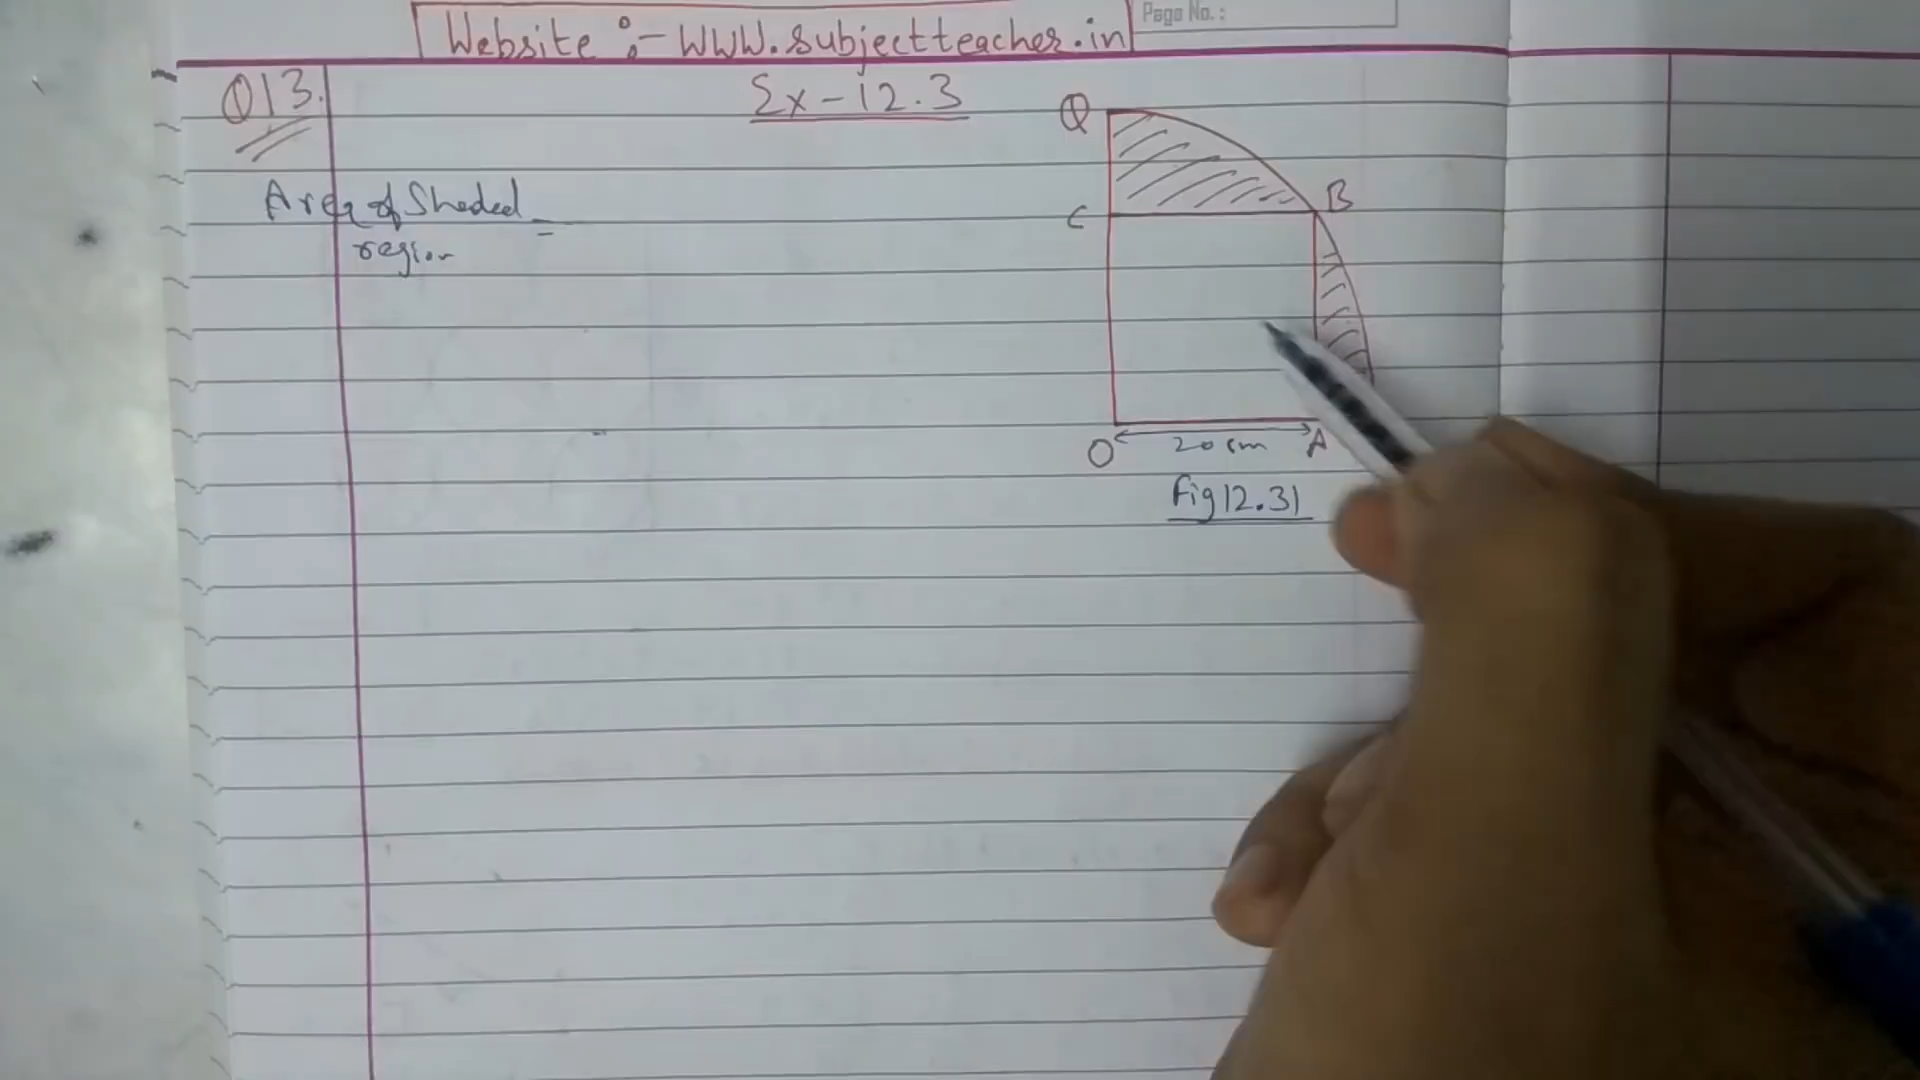 Page No.:
Website :- WWW.subjectteacher.in
Q13.
Ex-12.3
Area of Shaded =
region
Q
B
C
O
20 cm
A
Fig 12.31